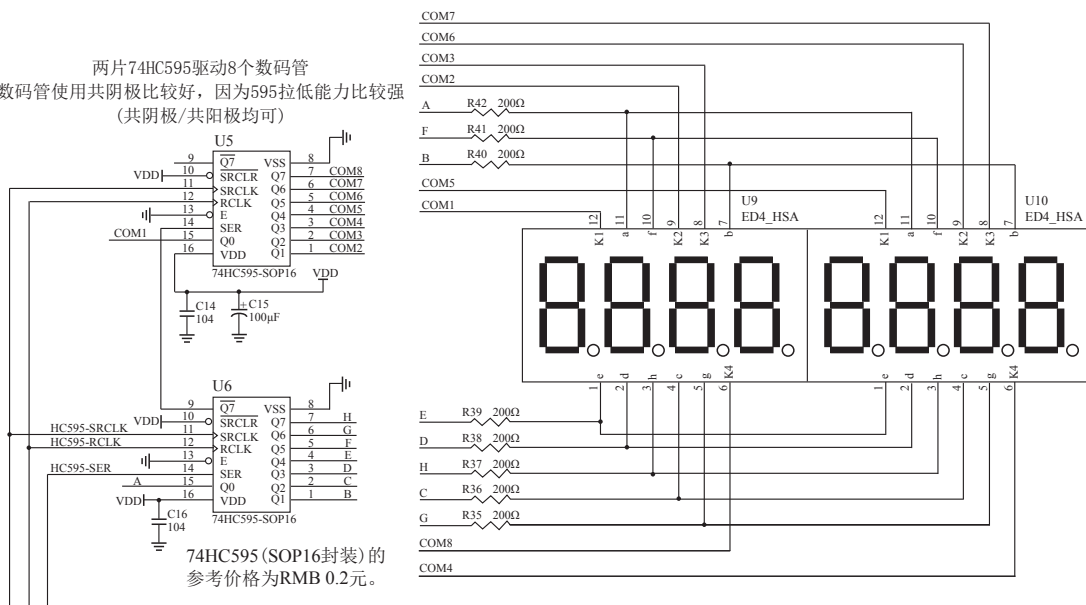 两片74HC595驱动8个数码管
数码管使用共阴极比较好，因为595拉低能力比较强
(共阴极/共阳极均可)
U5
9 Q7 VSS 8
VDD 10 SRCLR Q7 7 COM8
11 SRCLK Q6 6 COM7
12 RCLK Q5 5 COM6
13 E Q4 4 COM5
14 SER Q3 3 COM4
COM1 15 Q0 Q2 2 COM3
16 VDD Q1 1 COM2
74HC595-SOP16
VDD
C14
104
+ C15
100μF
U6
9 Q7 VSS 8
VDD 10 SRCLR Q7 7 H
HC595-SRCLK 11 SRCLK Q6 6 G
HC595-RCLK 12 RCLK Q5 5 F
13 E Q4 4 E
HC595-SER 14 SER Q3 3 D
A 15 Q0 Q2 2 C
VDD 16 VDD Q1 1 B
74HC595-SOP16
C16
104
74HC595(SOP16封装)的
参考价格为RMB 0.2元。
COM7
COM6
COM3
COM2
A R42 200Ω
F R41 200Ω
B R40 200Ω
COM5
COM1
U9
ED4_HSA
U10
ED4_HSA
12 11 10 9 8 7
K1 a f K2 K3 b
12 11 10 9 8 7
K1 a f K2 K3 b
e d h c g K4
1 2 3 4 5 6
e d h c g K4
1 2 3 4 5 6
E R39 200Ω
D R38 200Ω
H R37 200Ω
C R36 200Ω
G R35 200Ω
COM8
COM4